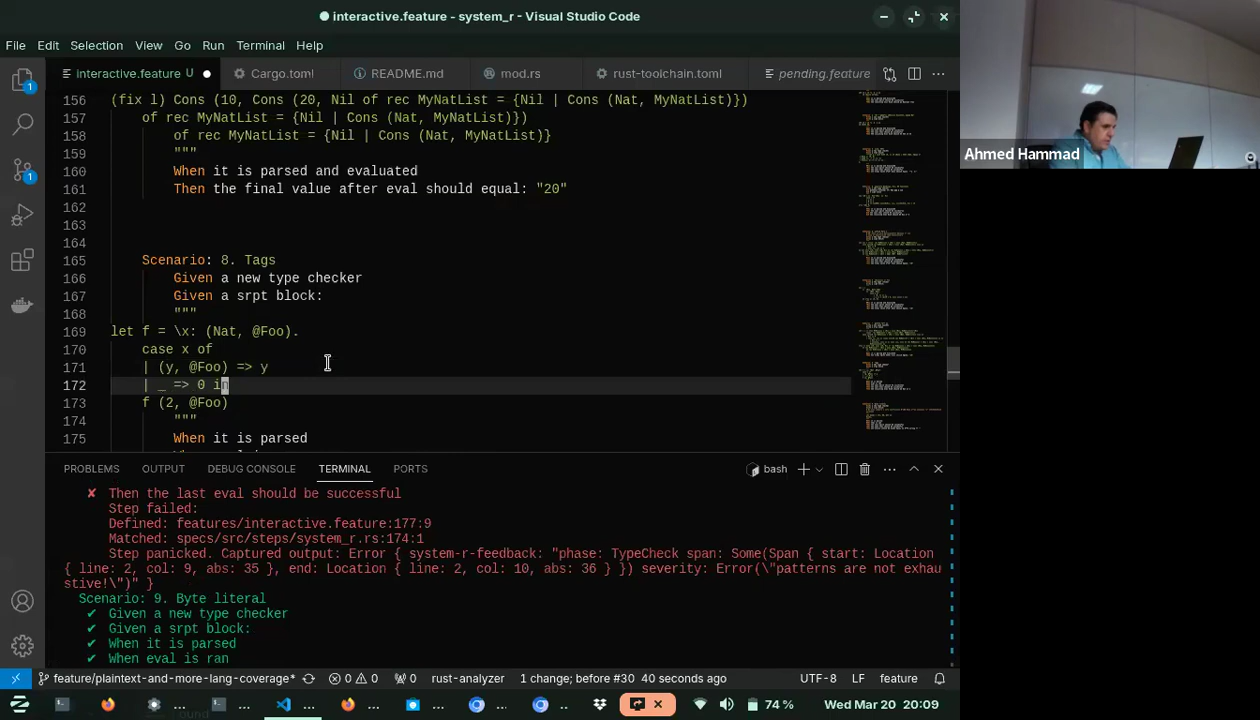 interactive.feature - system_r - Visual Studio Code
File Edit Selection View Go Run Terminal Help
interactive.feature U Cargo.toml README.md mod.rs rust-toolchain.toml pending.feature
156 (fix l) Cons (10, Cons (20, Nil of rec MyNatList = {Nil | Cons (Nat, MyNatList)})
157 of rec MyNatList = {Nil | Cons (Nat, MyNatList)})
158 of rec MyNatList = {Nil | Cons (Nat, MyNatList)}
159 """
160 When it is parsed and evaluated
161 Then the final value after eval should equal: "20"
162
163
164
165 Scenario: 8. Tags
166 Given a new type checker
167 Given a srpt block:
168 """
169 let f = \x: (Nat, @Foo).
170 case x of
171 | (y, @Foo) => y
172 | _ => 0 in
173 f (2, @Foo)
174 """
175 When it is parsed
PROBLEMS OUTPUT DEBUG CONSOLE TERMINAL PORTS bash
✘ Then the last eval should be successful
Step failed:
Defined: features/interactive.feature:177:9
Matched: specs/src/steps/system_r.rs:174:1
Step panicked. Captured output: Error { system-r-feedback: "phase: TypeCheck span: Some(Span { start: Location
{ line: 2, col: 9, abs: 35 }, end: Location { line: 2, col: 10, abs: 36 } }) severity: Error(\"patterns are not exhau
stive!\")" }
Scenario: 9. Byte literal
✔ Given a new type checker
✔ Given a srpt block:
✔ When it is parsed
✔ When eval is ran
feature/plaintext-and-more-lang-coverage* 0 0 0 rust-analyzer 1 change; before #30 40 seconds ago UTF-8 LF feature
74 % Wed Mar 20 20:09
Ahmed Hammad
1
1